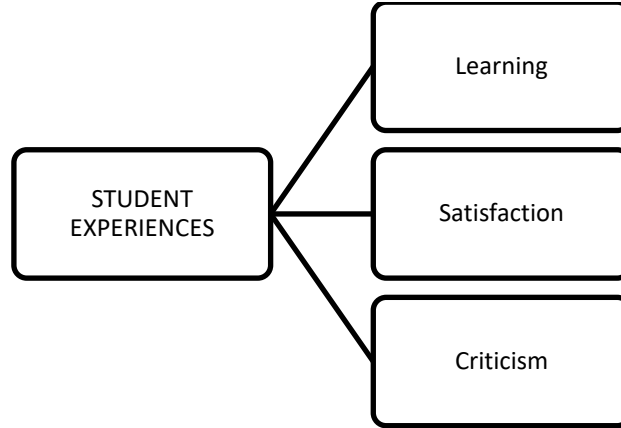 Learning
STUDENT
EXPERIENCES
Satisfaction
Criticism